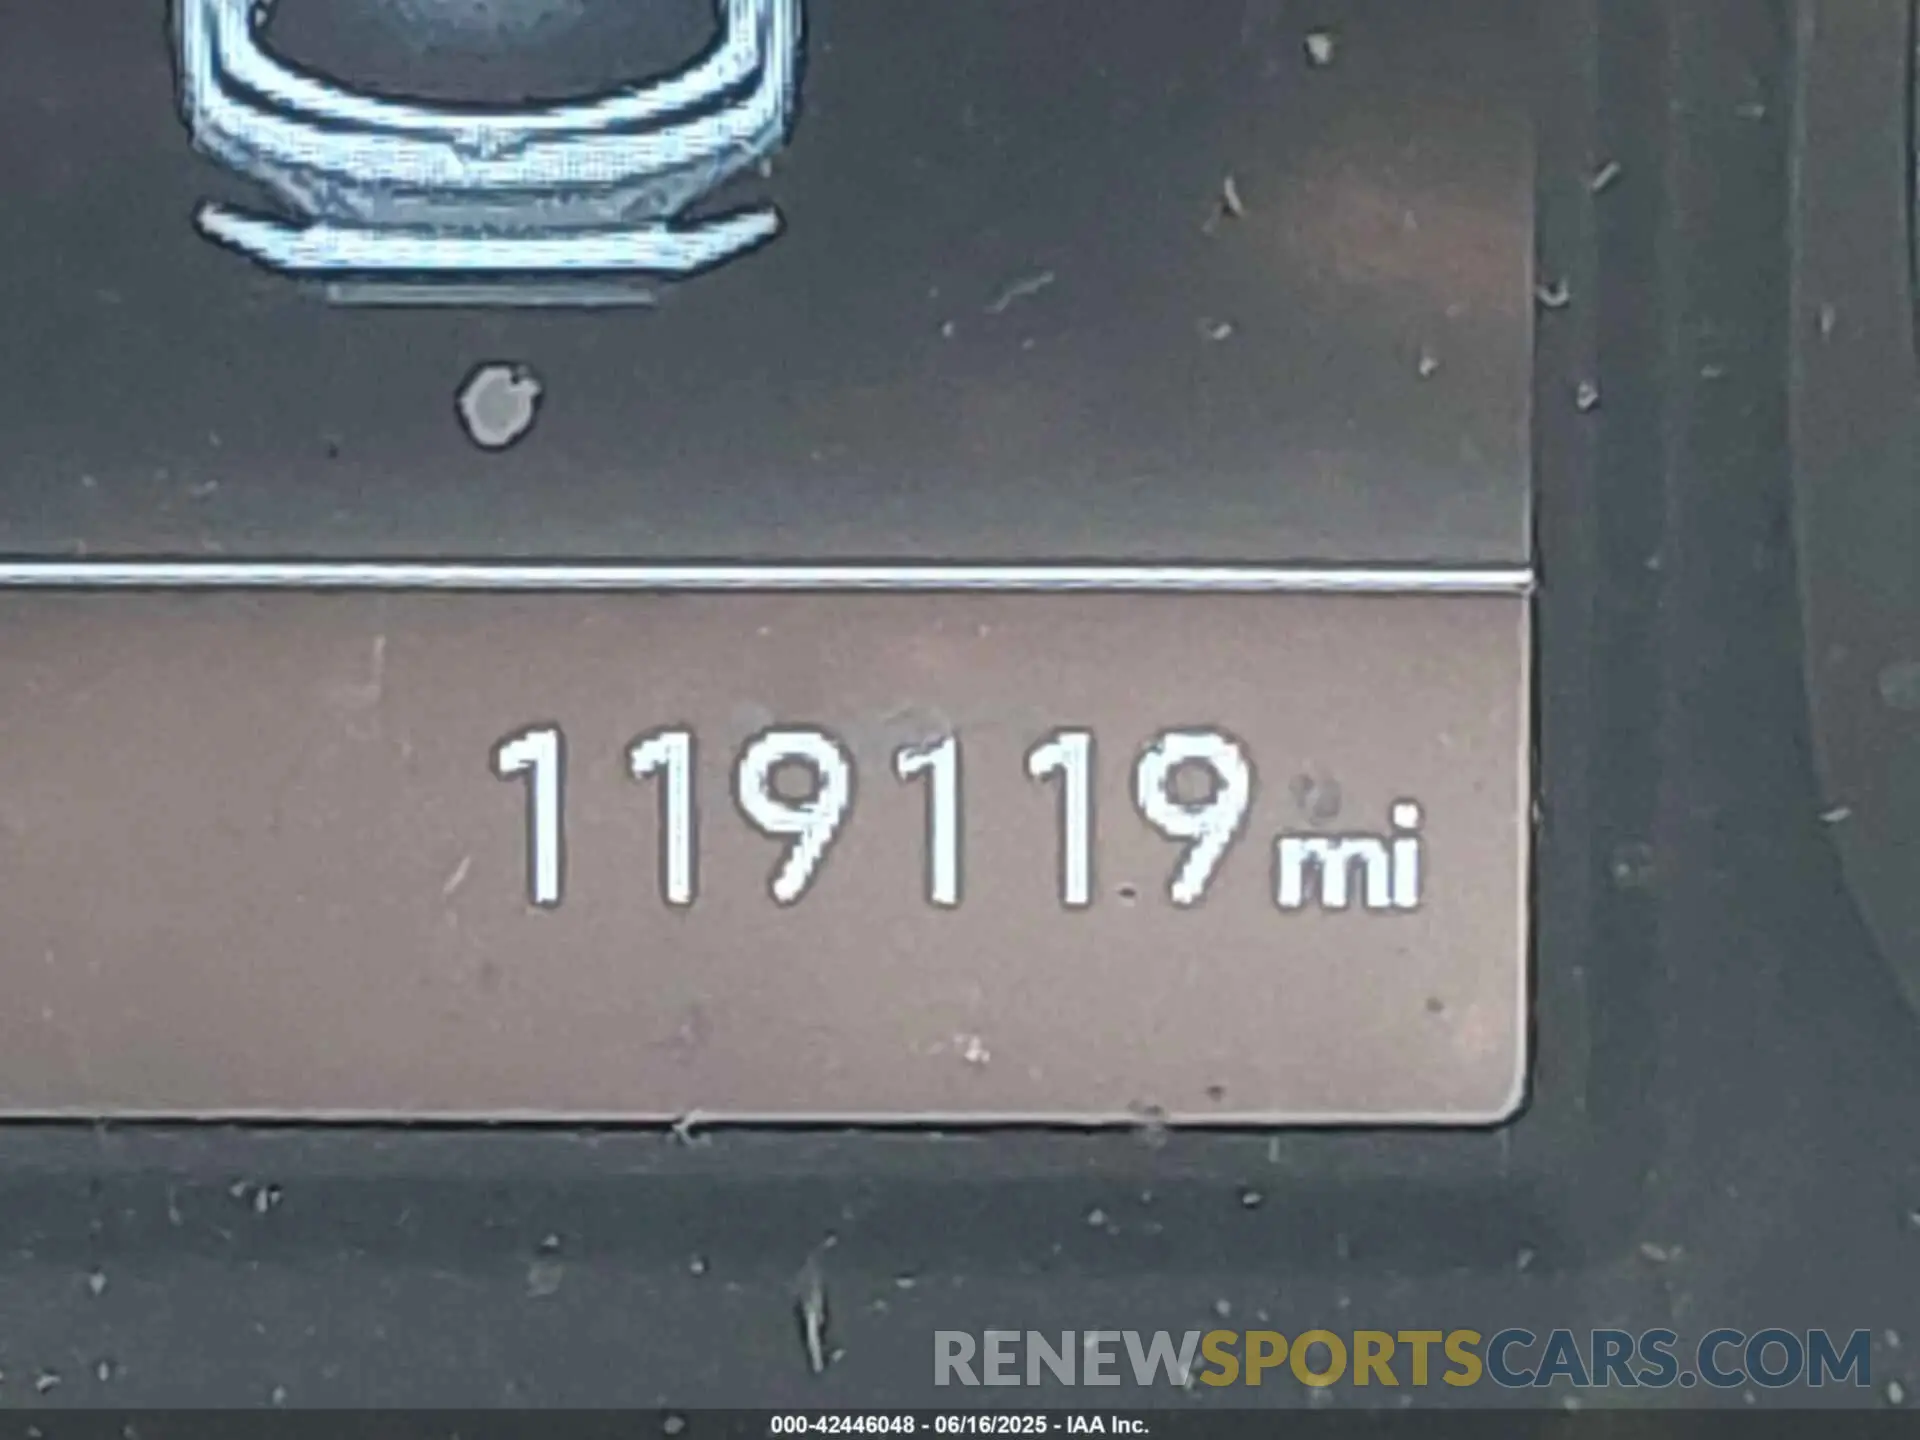 119119mi
RENEWSPORTSCARS.COM
000-42446048 - 06/16/2025 - IAA Inc.